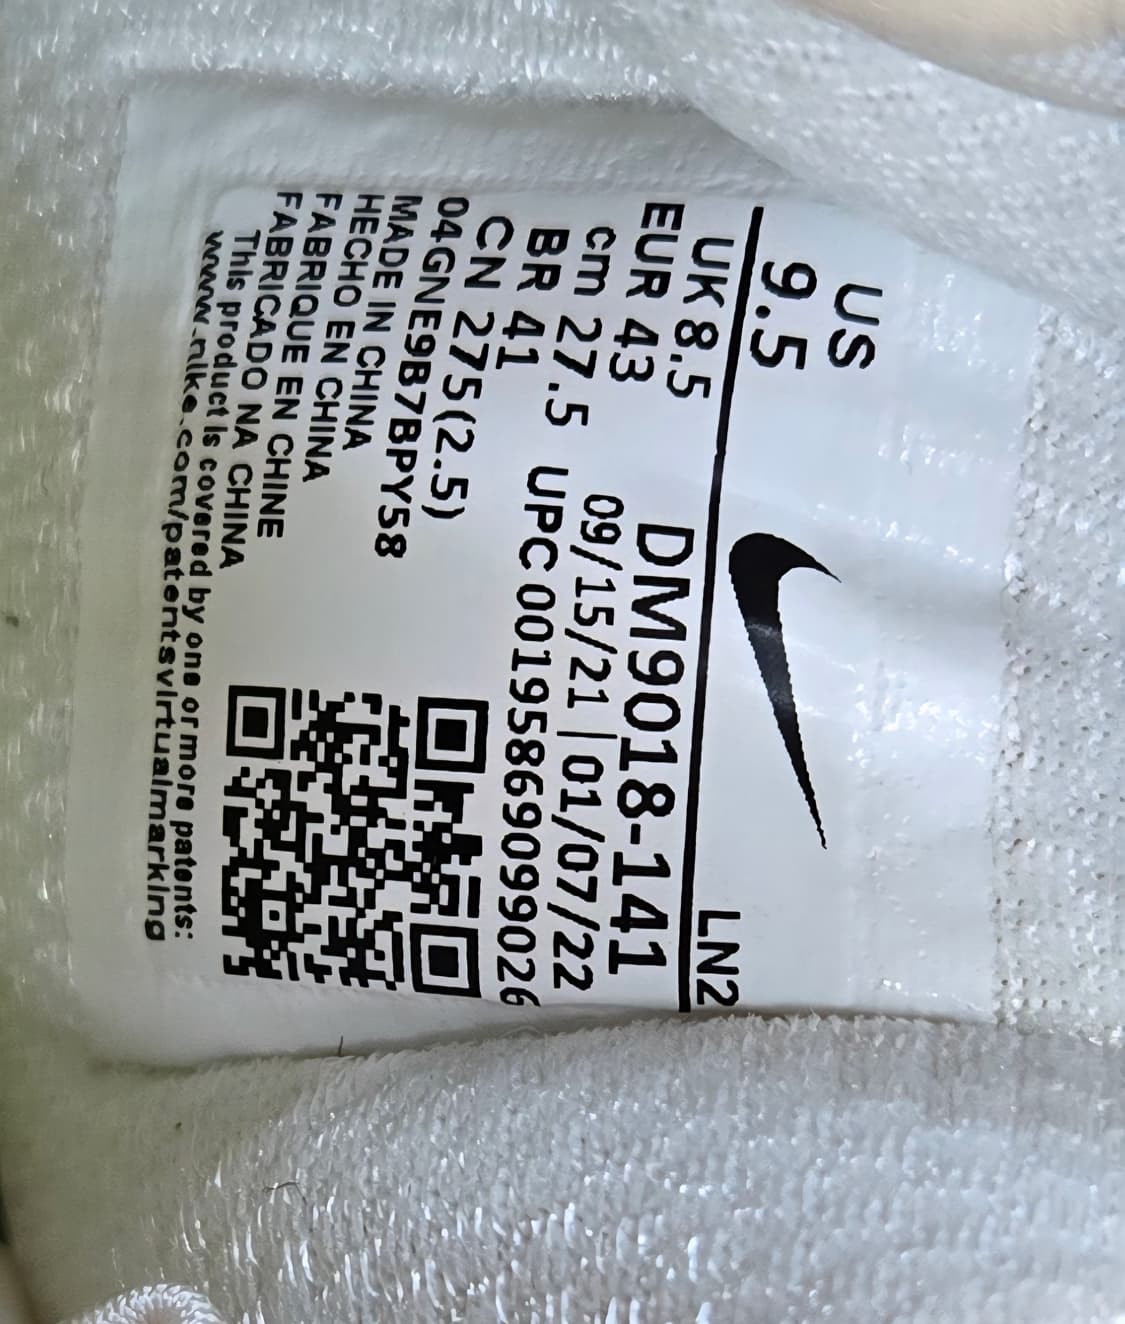 US
9.5
LN2
UK 8.5
EUR 43
DM9018-141
cm 27.5
09/15/21 | 01/07/22
BR 41
UPC 00195869099026
CN 275(2.5)
04GNE9B7BPY58
MADE IN CHINA
HECHO EN CHINA
FABRIQUE EN CHINE
FABRICADO NA CHINA
This product is covered by one or more patents:
www.nike.com/patentsvirtualmarking